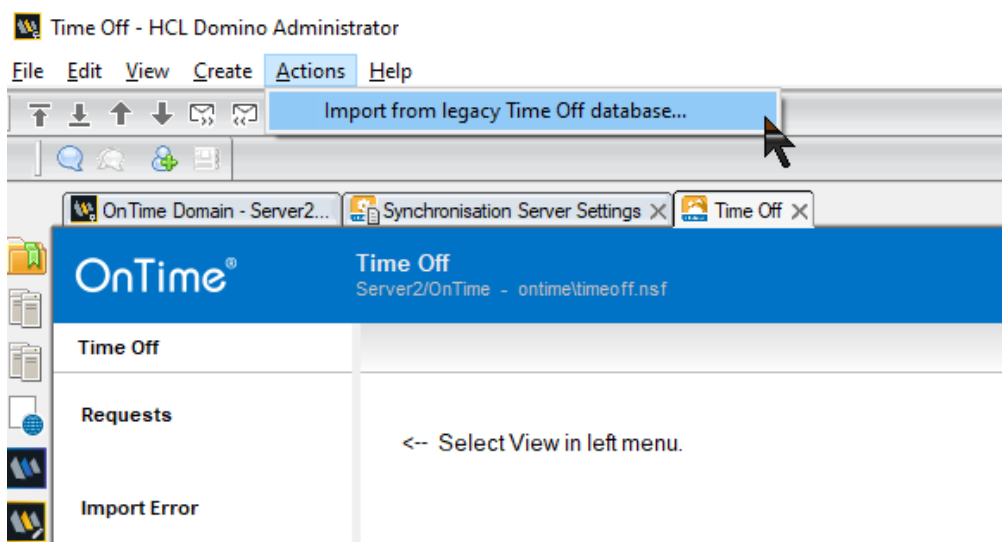 Time Off - HCL Domino Administrator
File Edit View Create Actions Help
Import from legacy Time Off database...
OnTime Domain - Server2... Synchronisation Server Settings Time Off
OnTime® Time Off
Server2/OnTime - ontime\timeoff.nsf
Time Off
Requests
<-- Select View in left menu.
Import Error